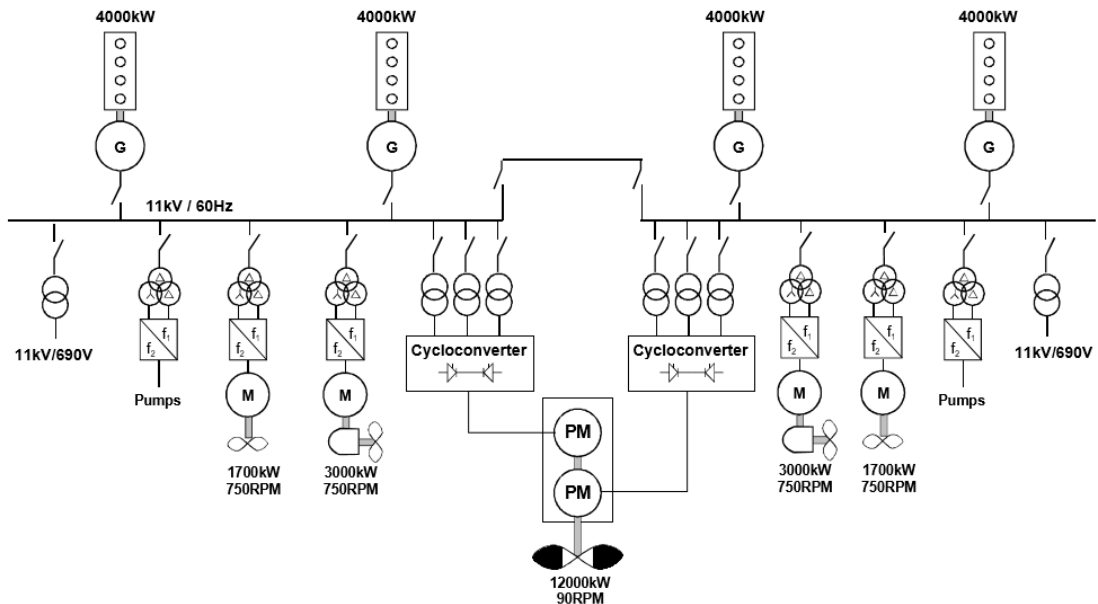 4000kW
4000kW
4000kW
4000kW
G
G
G
G
11kV / 60Hz
11kV/690V
f1
f2
f1
f2
f1
f2
Cycloconverter
Cycloconverter
f1
f2
f1
f2
f1
f2
11kV/690V
Pumps
M
M
M
M
Pumps
PM
PM
1700kW
750RPM
3000kW
750RPM
3000kW
750RPM
1700kW
750RPM
12000kW
90RPM